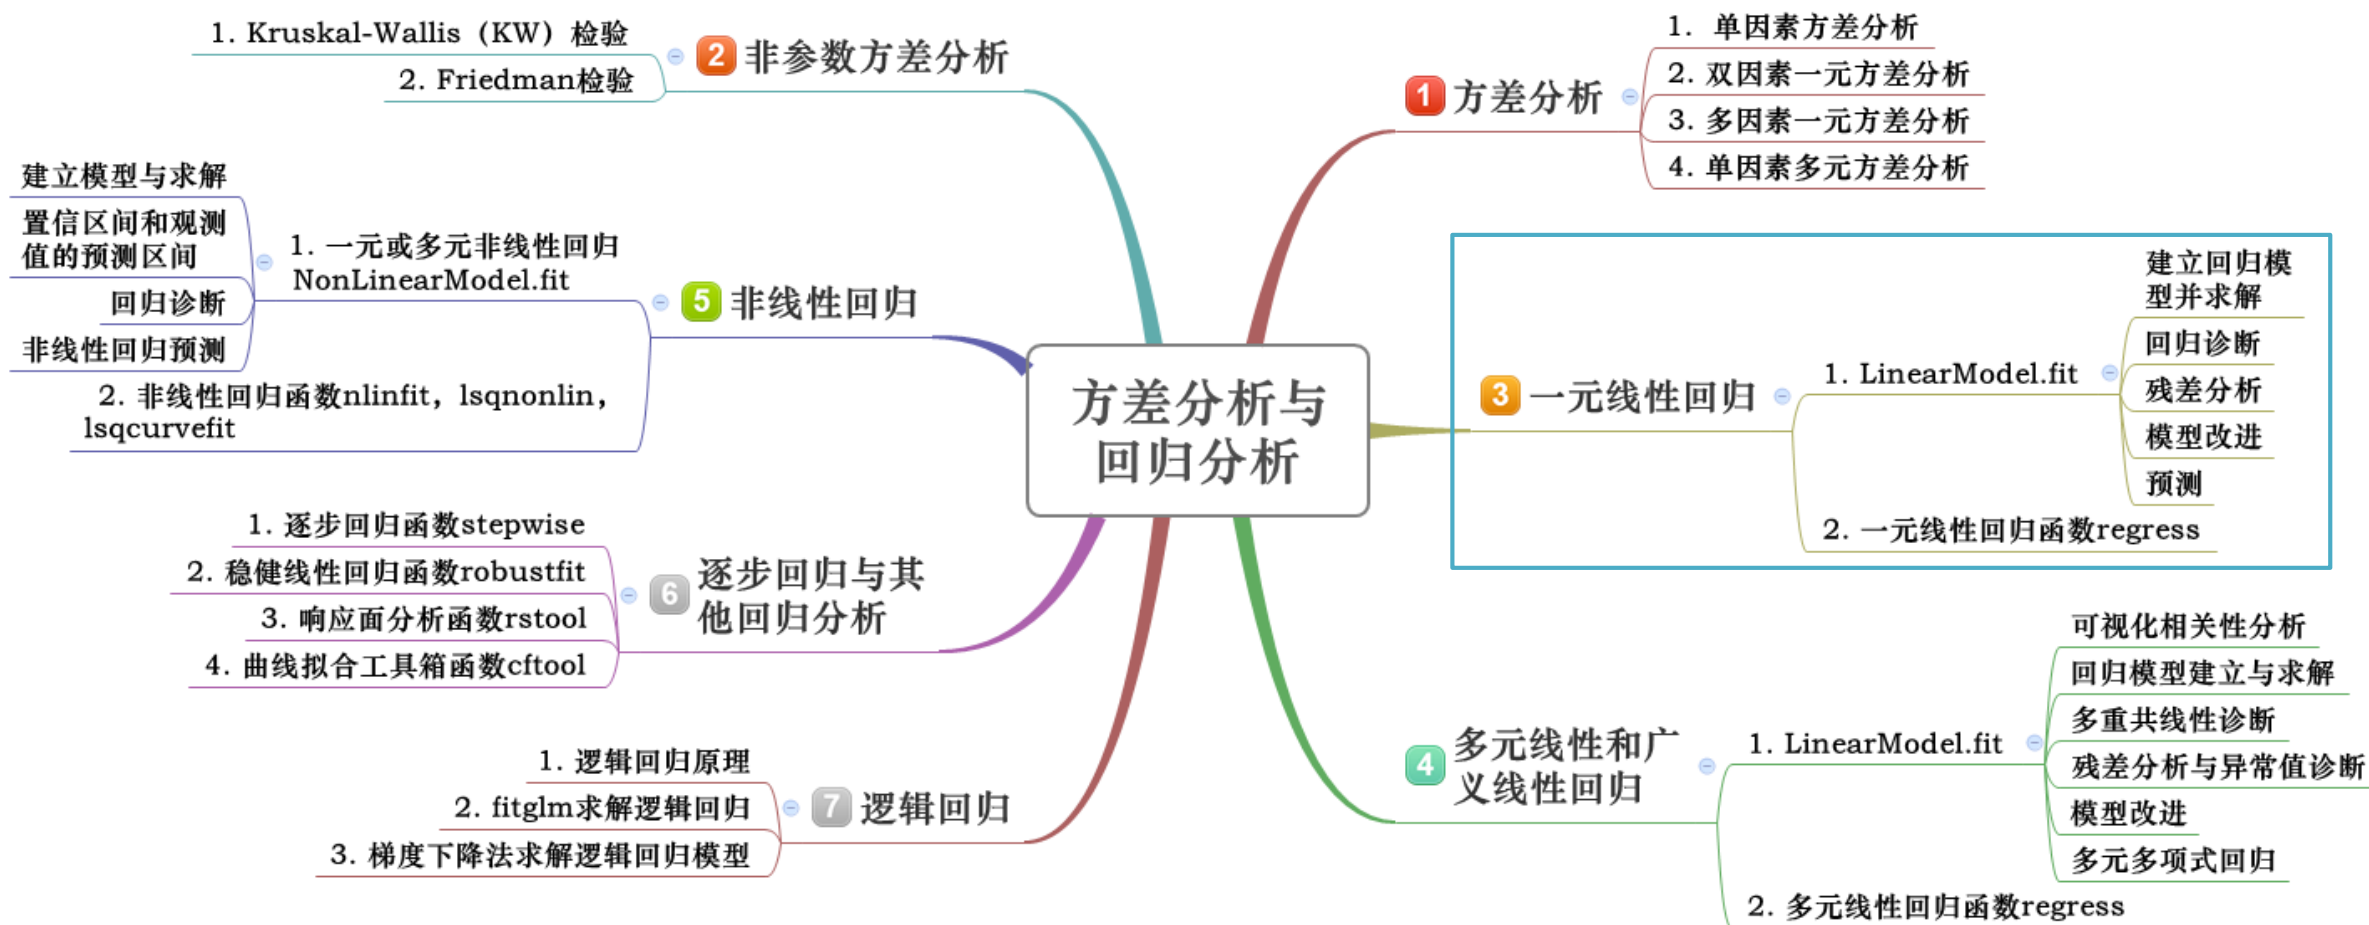 方差分析与
回归分析
1 方差分析
1. 单因素方差分析
2. 双因素一元方差分析
3. 多因素一元方差分析
4. 单因素多元方差分析
2 非参数方差分析
1. Kruskal-Wallis（KW）检验
2. Friedman检验
3 一元线性回归
1. LinearModel.fit
建立回归模
型并求解
回归诊断
残差分析
模型改进
预测
2. 一元线性回归函数regress
4 多元线性和广
义线性回归
1. LinearModel.fit
可视化相关性分析
回归模型建立与求解
多重共线性诊断
残差分析与异常值诊断
模型改进
多元多项式回归
2. 多元线性回归函数regress
5 非线性回归
1. 一元或多元非线性回归
NonLinearModel.fit
建立模型与求解
置信区间和观测
值的预测区间
回归诊断
非线性回归预测
2. 非线性回归函数nlinfit，lsqnonlin，
lsqcurvefit
6 逐步回归与其
他回归分析
1. 逐步回归函数stepwise
2. 稳健线性回归函数robustfit
3. 响应面分析函数rstool
4. 曲线拟合工具箱函数cftool
7 逻辑回归
1. 逻辑回归原理
2. fitglm求解逻辑回归
3. 梯度下降法求解逻辑回归模型